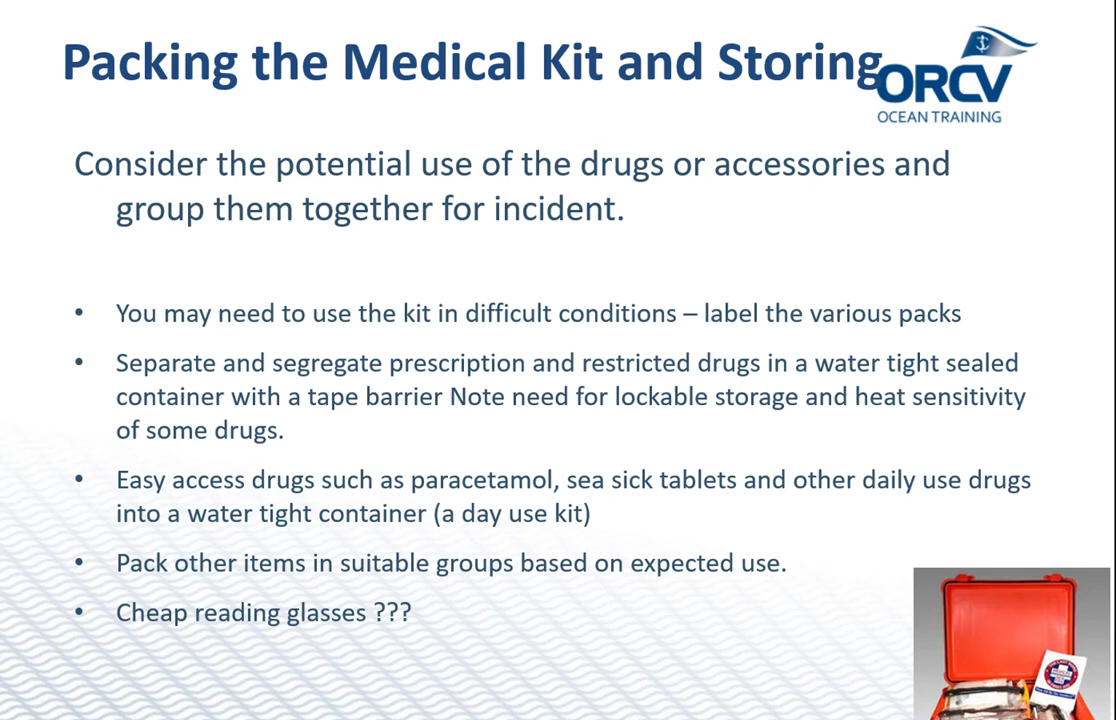 Packing the Medical Kit and Storing
ORCV
OCEAN TRAINING
Consider the potential use of the drugs or accessories and
group them together for incident.
• You may need to use the kit in difficult conditions – label the various packs
• Separate and segregate prescription and restricted drugs in a water tight sealed
container with a tape barrier Note need for lockable storage and heat sensitivity
of some drugs.
• Easy access drugs such as paracetamol, sea sick tablets and other daily use drugs
into a water tight container (a day use kit)
• Pack other items in suitable groups based on expected use.
• Cheap reading glasses ???